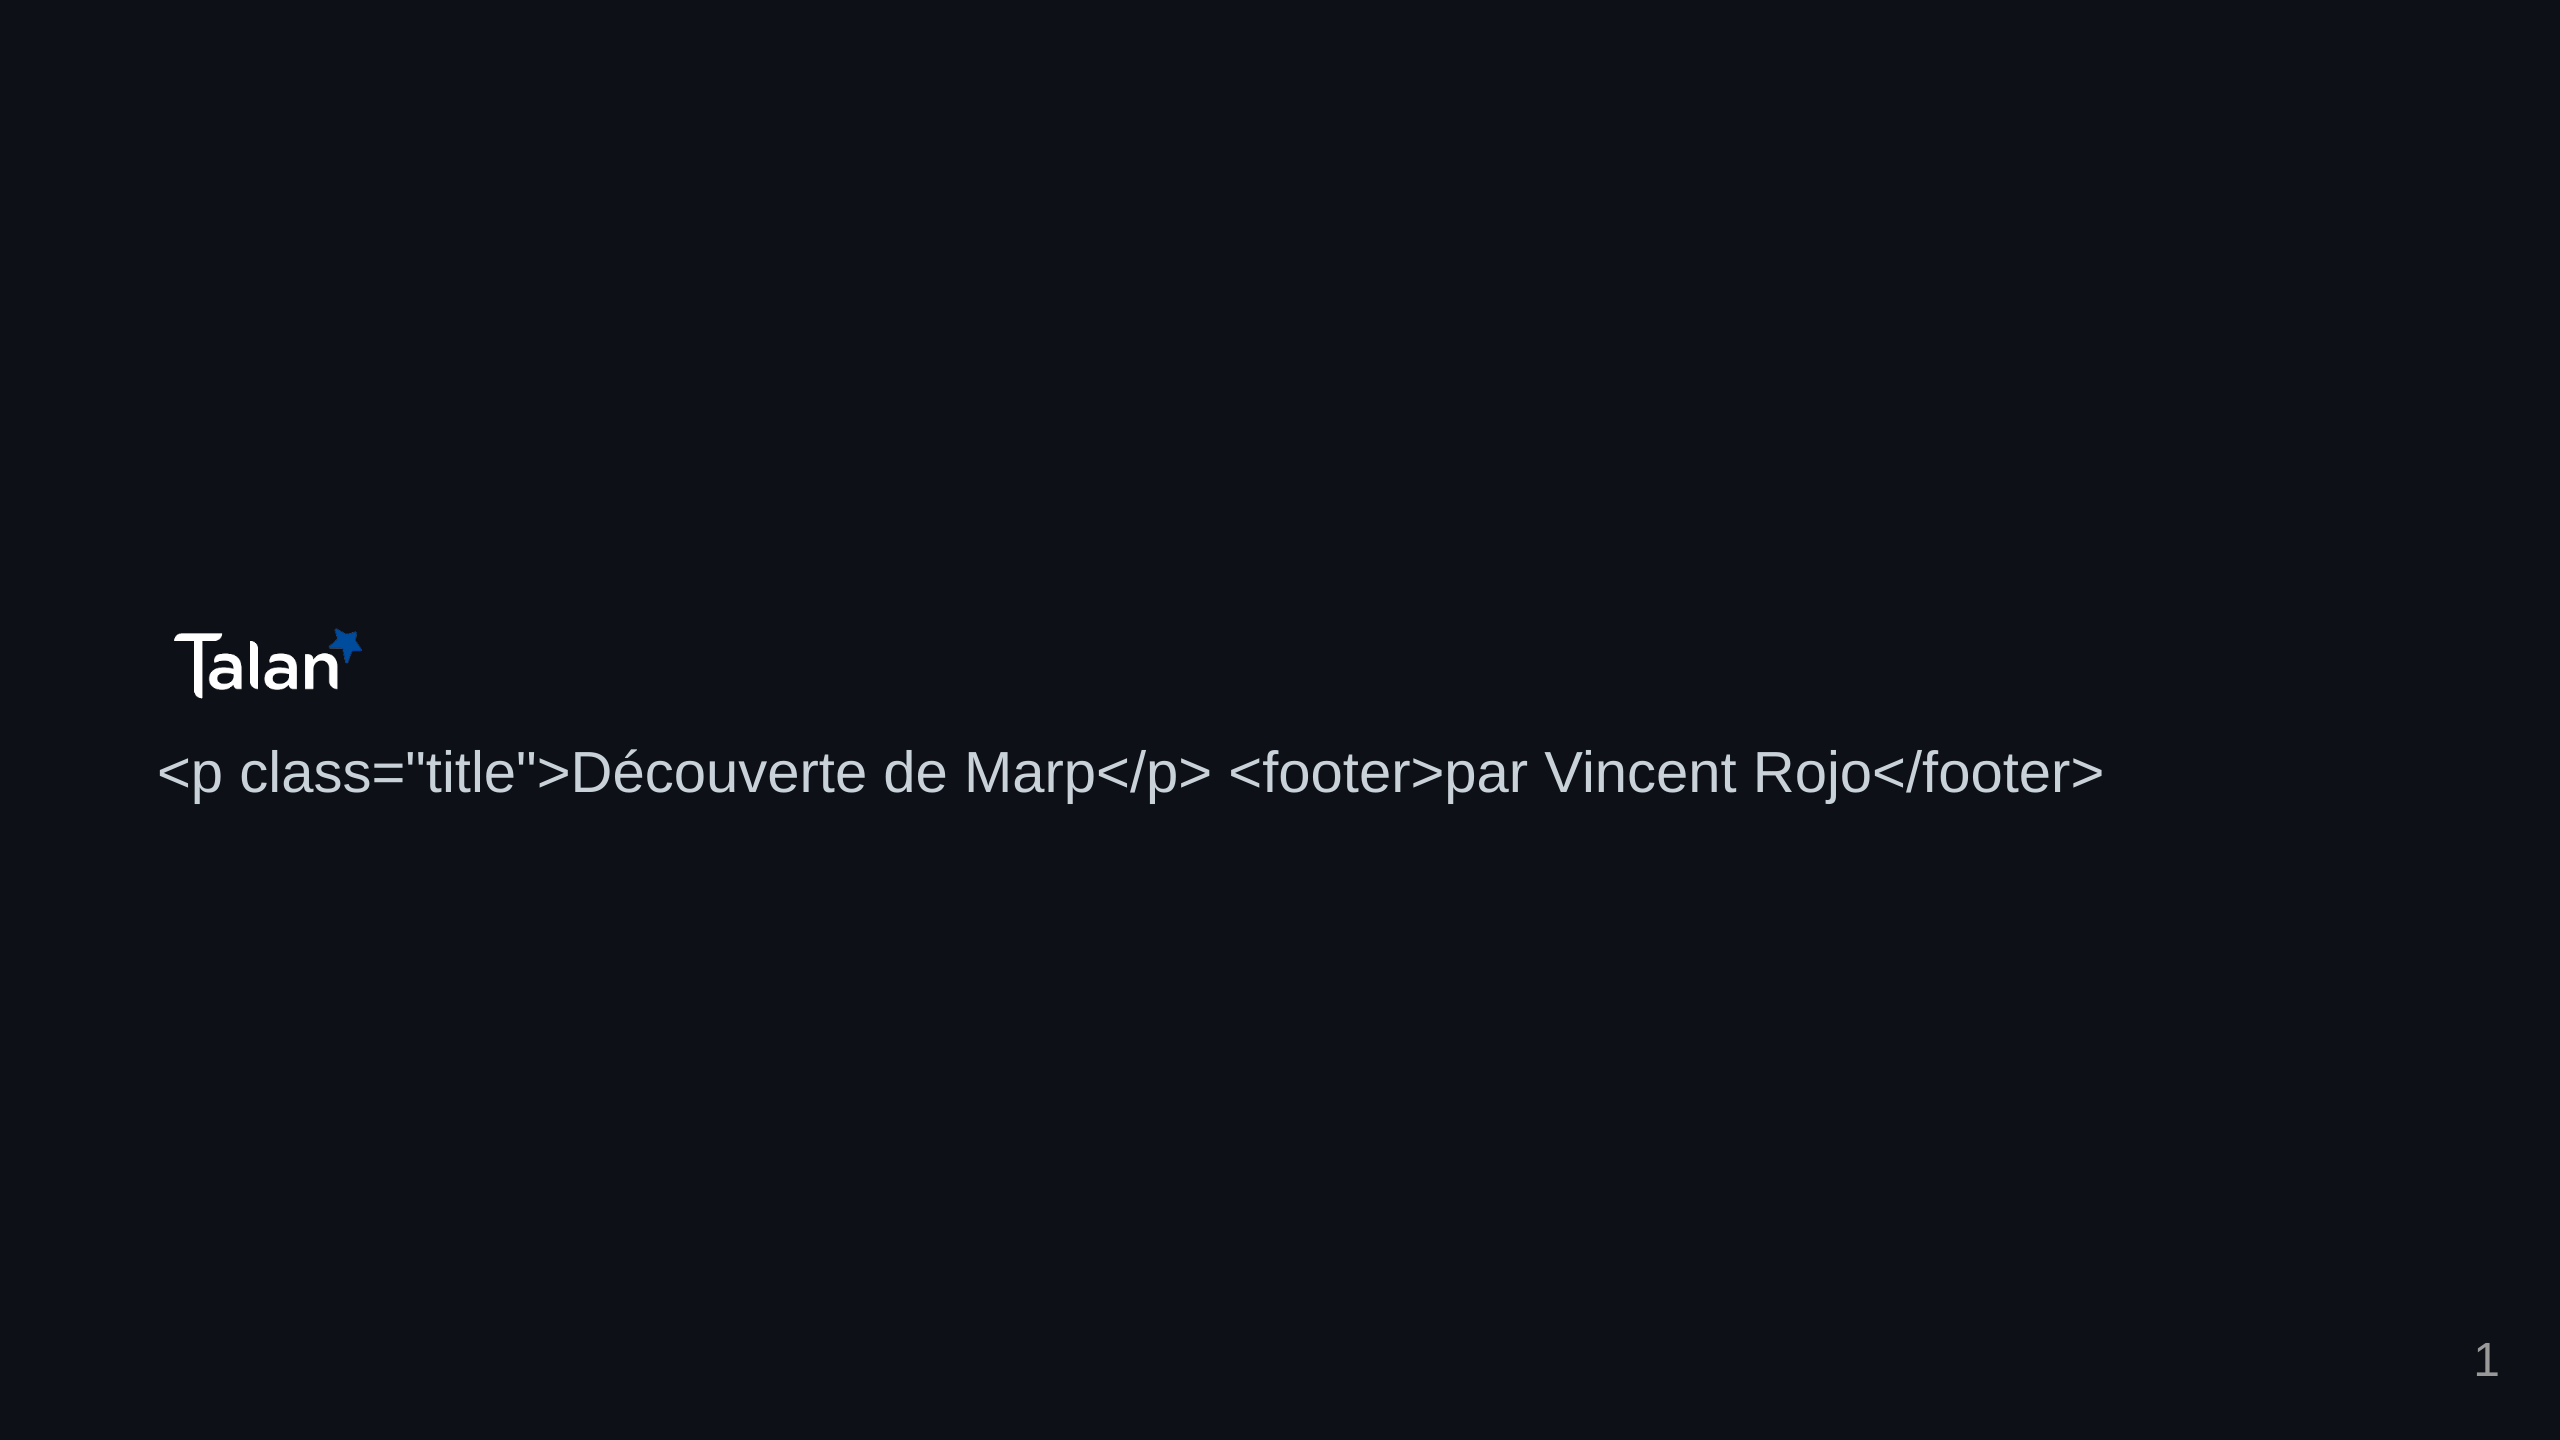 Talan
<p class="title">Découverte de Marp</p> <footer>par Vincent Rojo</footer>
1